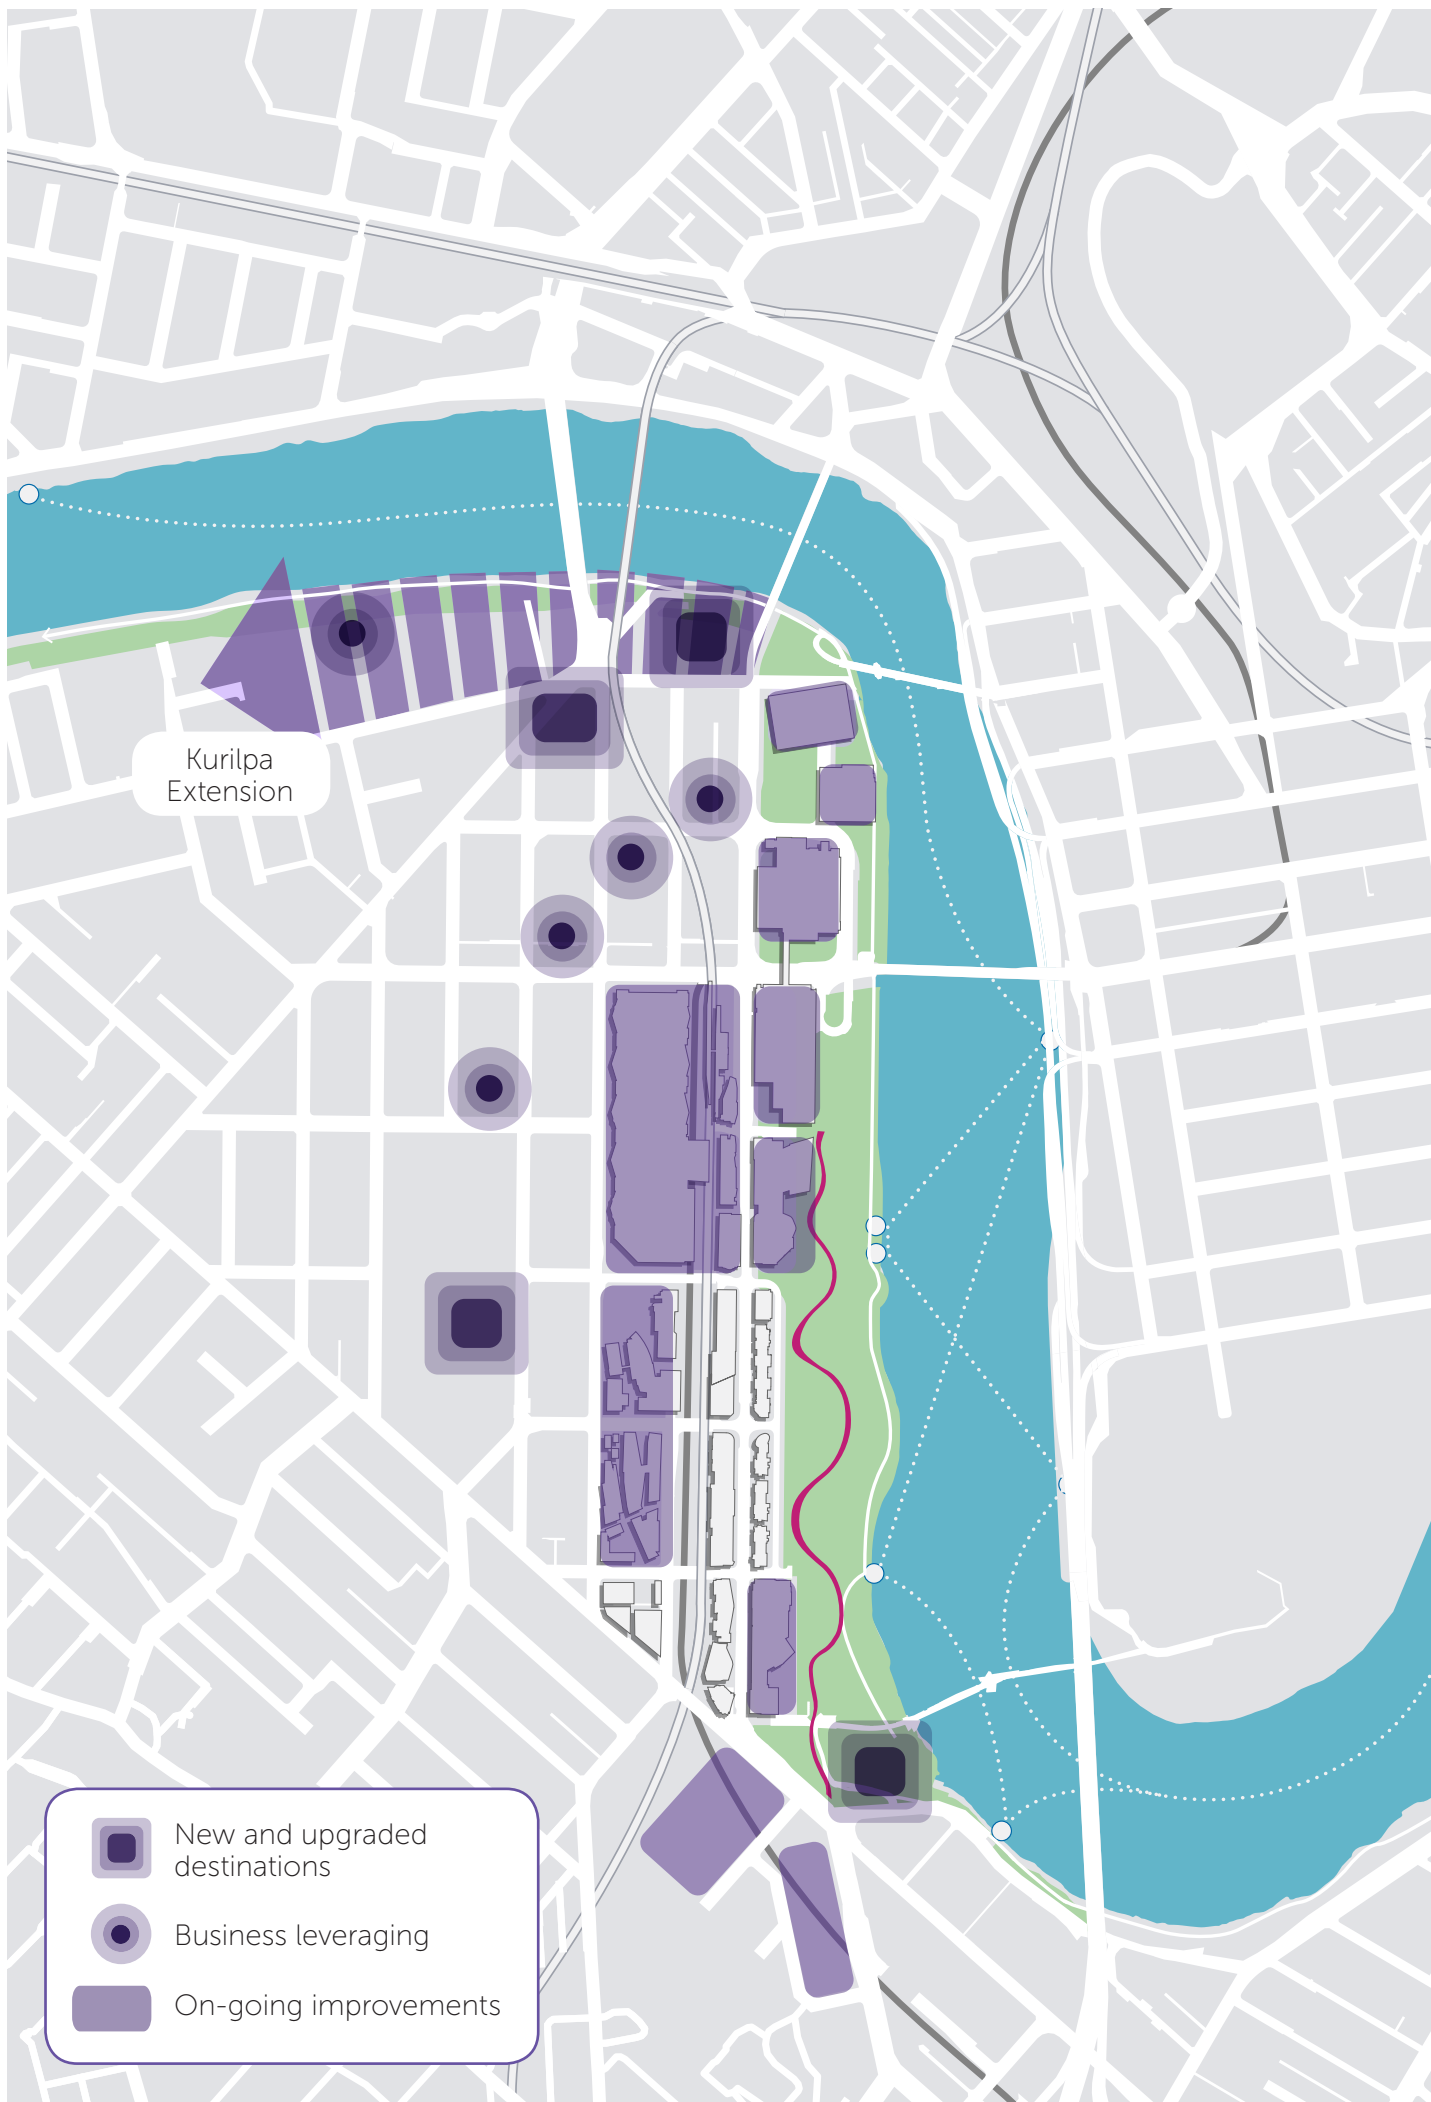 Kurilpa
Extension
New and upgraded
destinations
Business leveraging
On-going improvements